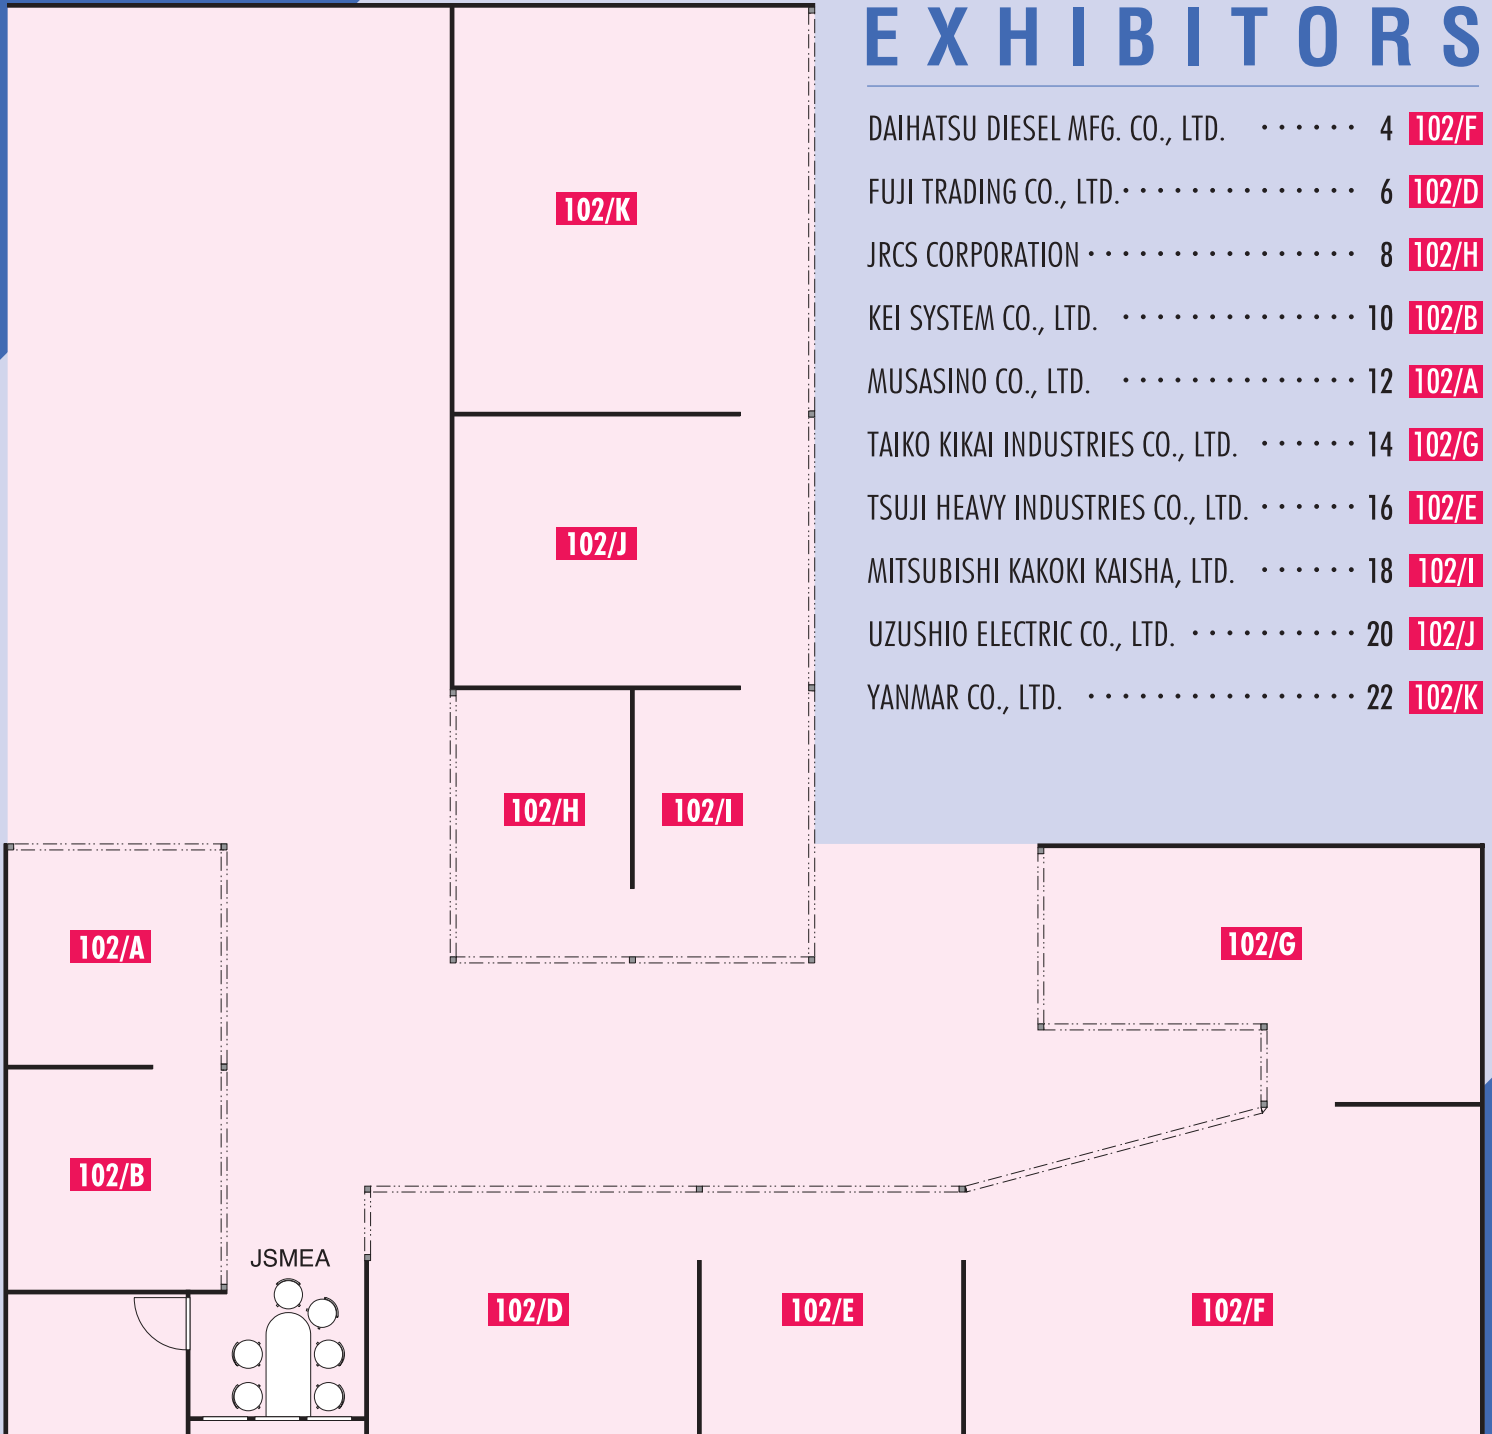 EXHIBITORS
DAIHATSU DIESEL MFG. CO., LTD. ······ 4 102/F
FUJI TRADING CO., LTD.·············· 6 102/D
JRCS CORPORATION ················ 8 102/H
KEI SYSTEM CO., LTD. ·············· 10 102/B
MUSASINO CO., LTD. ·············· 12 102/A
TAIKO KIKAI INDUSTRIES CO., LTD. ······ 14 102/G
TSUJI HEAVY INDUSTRIES CO., LTD. ······ 16 102/E
MITSUBISHI KAKOKI KAISHA, LTD. ······ 18 102/I
UZUSHIO ELECTRIC CO., LTD. ·········· 20 102/J
YANMAR CO., LTD. ················ 22 102/K
102/K
102/J
102/H 102/I
102/A
102/G
102/B
JSMEA
102/D 102/E 102/F